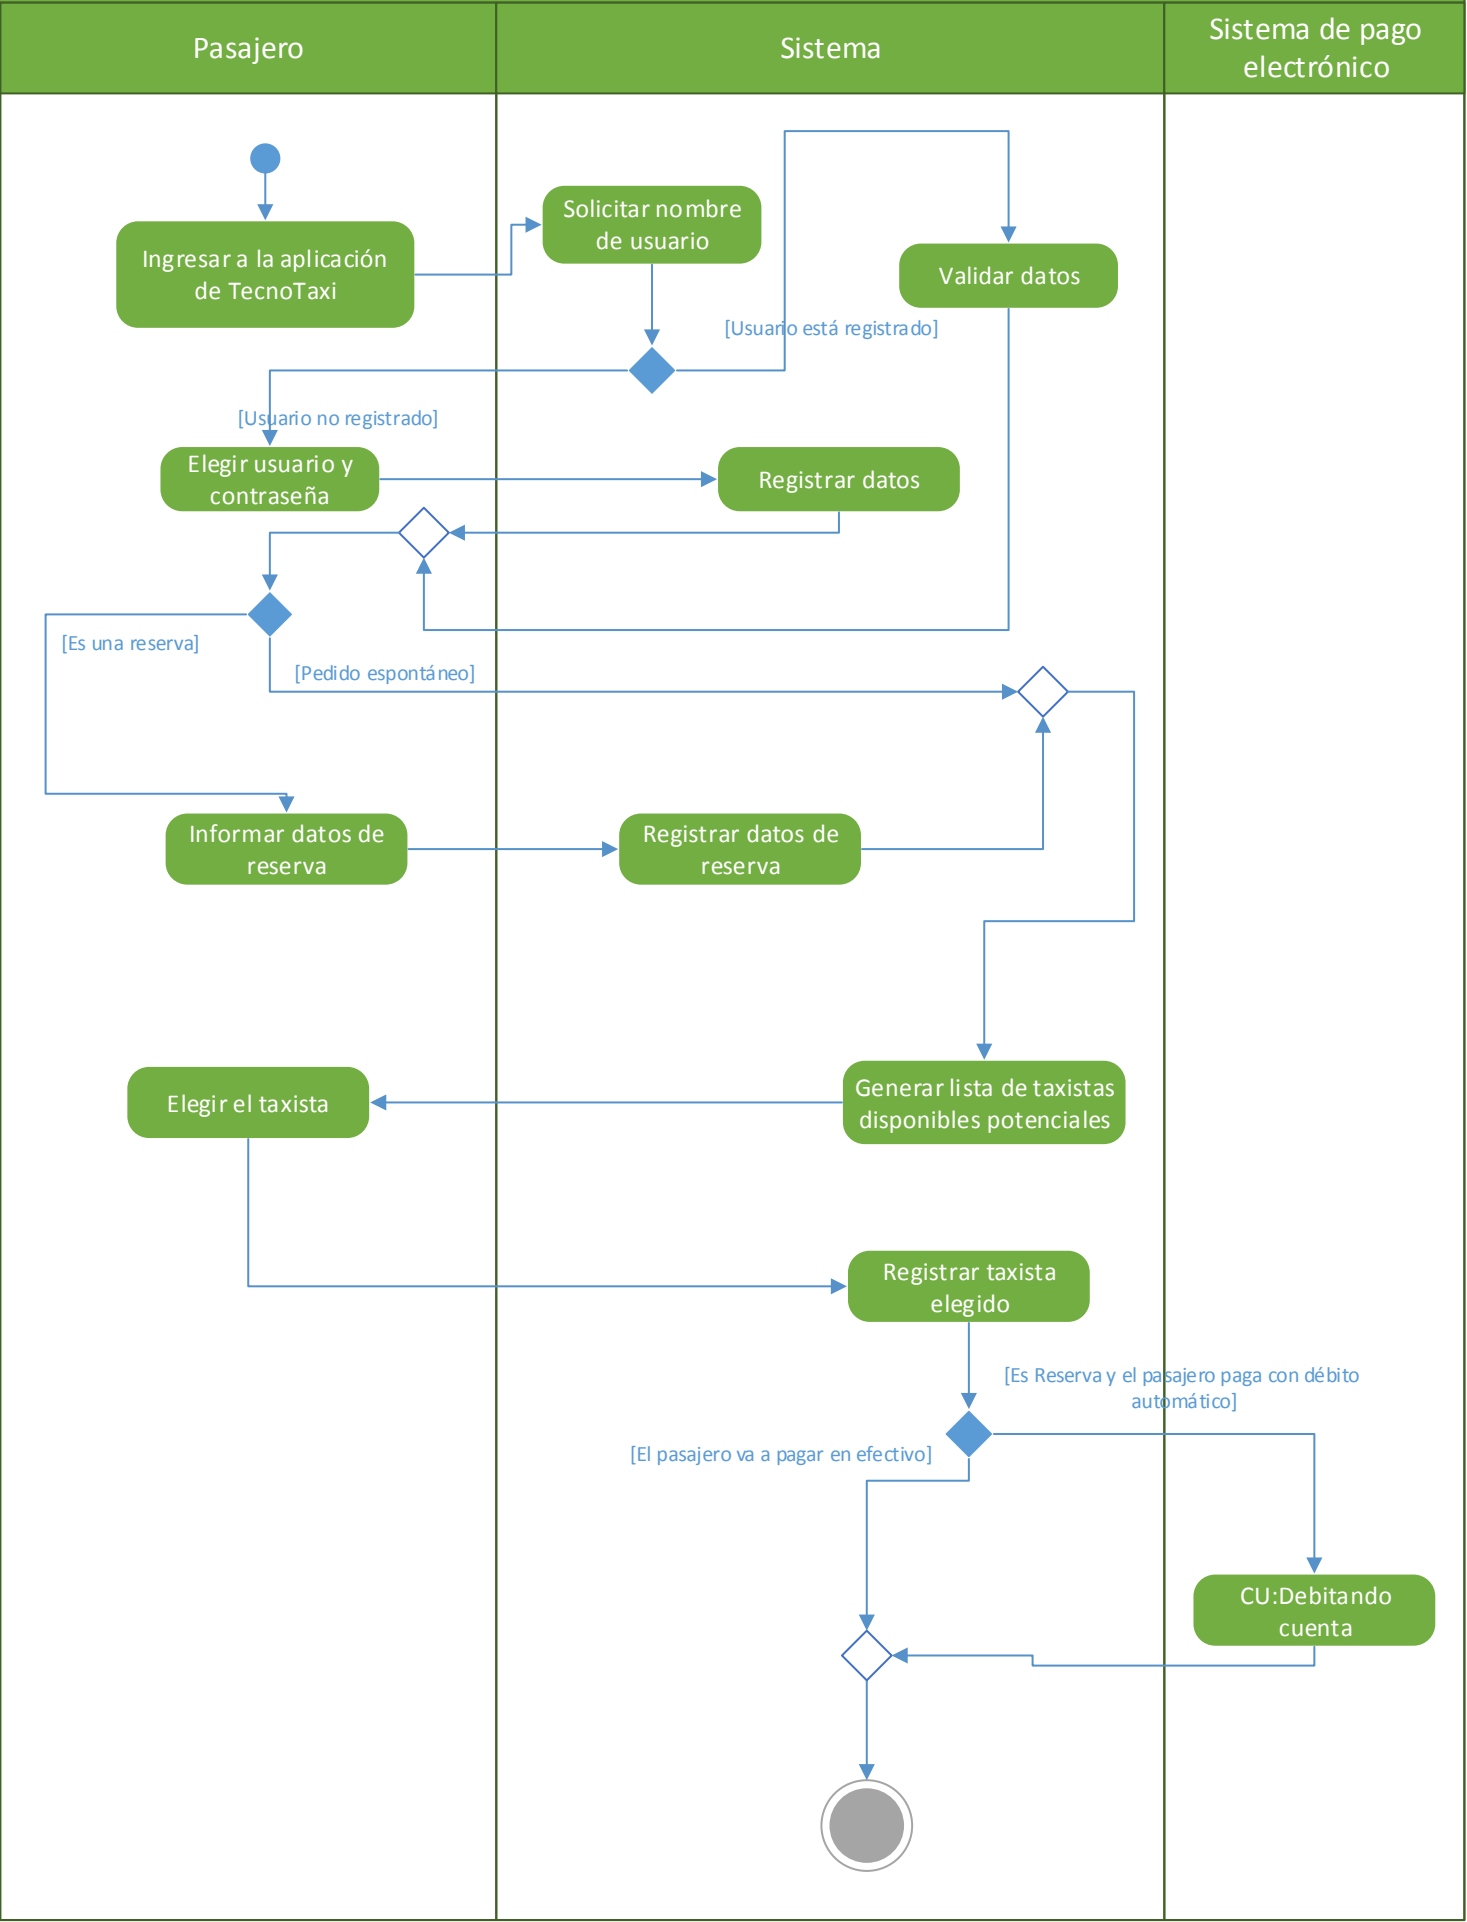 Pasajero
Sistema
Sistema de pago
electrónico
Solicitar nombre
de usuario
Ingresar a la aplicación
de TecnoTaxi
Validar datos
[Usuario está registrado]
[Usuario no registrado]
Elegir usuario y
contraseña
Registrar datos
[Es una reserva]
[Pedido espontáneo]
Informar datos de
reserva
Registrar datos de
reserva
Elegir el taxista
Generar lista de taxistas
disponibles potenciales
Registrar taxista
elegido
[Es Reserva y el pasajero paga con débito
automático]
[El pasajero va a pagar en efectivo]
CU:Debitando
cuenta